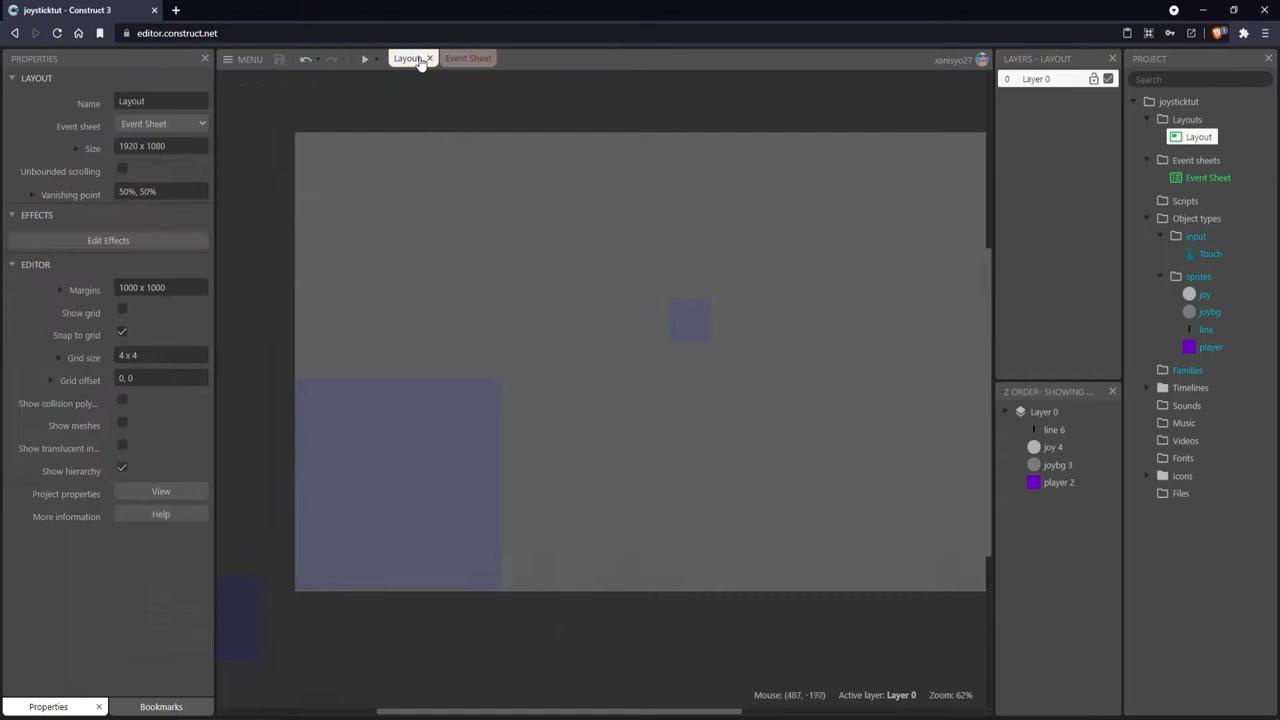 joysticktut - Construct 3
editor.construct.net
PROPERTIES
LAYOUT
Name Layout
Event sheet Event Sheet
Size 1920 x 1080
Unbounded scrolling
Vanishing point 50%, 50%
EFFECTS
Edit Effects
EDITOR
Margins 1000 x 1000
Show grid
Snap to grid
Grid size 4 x 4
Grid offset 0, 0
Show collision poly...
Show meshes
Show translucent in...
Show hierarchy
Project properties View
More information Help
Properties
Bookmarks
MENU
Layout
Event Sheet
xanisyo27
Active layer: Layer 0
Zoom: 62%
LAYERS - LAYOUT
0 Layer 0
Z ORDER- SHOWING ...
Layer 0
line 6
joy 4
joybg 3
player 2
PROJECT
Search
joysticktut
Layouts
Layout
Event sheets
Event Sheet
Scripts
Object types
input
Touch
sprites
joy
joybg
line
player
Families
Timelines
Sounds
Music
Videos
Fonts
Icons
Files